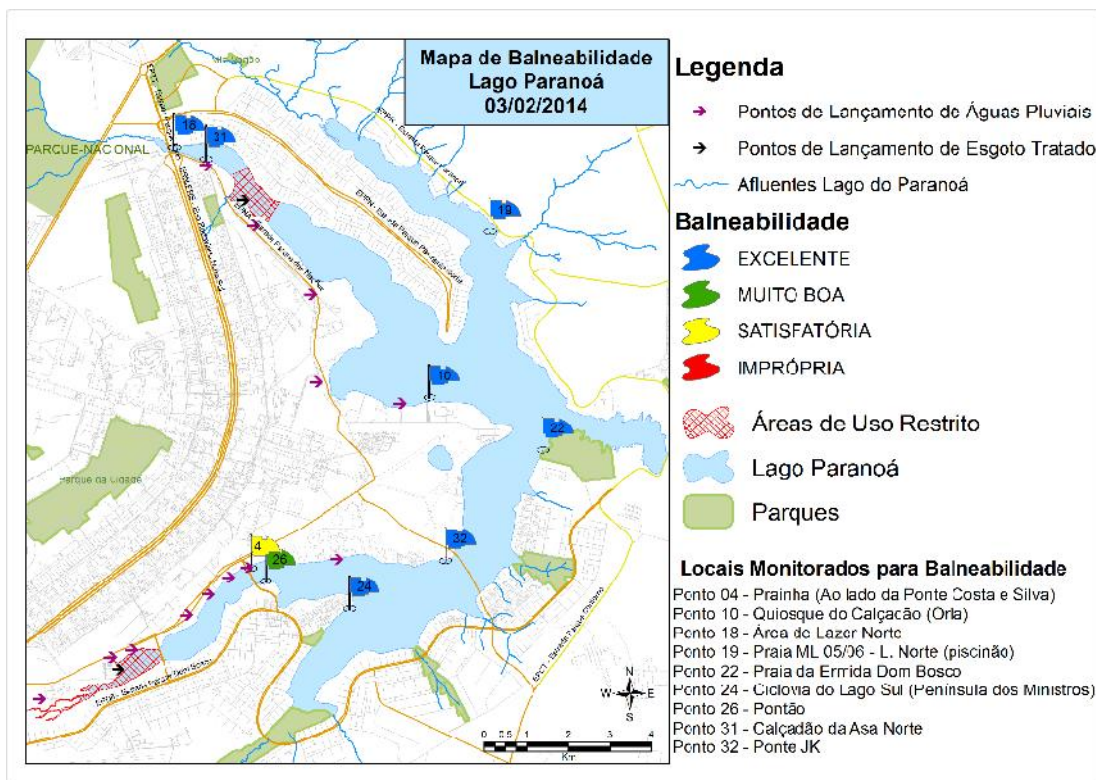 Mapa de Balneabilidade
Lago Paranoá
03/02/2014
PARQUE-NACIONAL
Parque da Cidade
18
31
19
10
22
4
26
24
32
N
W
E
S
0 0,5 1 2 3 4
Km
Legenda
Pontos de Lançamento de Águas Pluviais
Pontos de Lançamento de Esgoto Tratado
Afluentes Lago do Paranoá
Balneabilidade
EXCELENTE
MUITO BOA
SATISFATÓRIA
IMPRÓPRIA
Áreas de Uso Restrito
Lago Paranoá
Parques
Locais Monitorados para Balneabilidade
Ponto 04 - Prainha (Ao lado da Ponte Costa e Silva)
Ponto 10 - Quiosque do Calçacão (Orla)
Ponto 18 - Área de Lazer Norte
Ponto 19 - Praia ML 05/06 - L. Norte (piscinão)
Ponto 22 - Praia da Ermida Dom Bosco
Ponto 24 - Ciclovia do Lago Sul (Península dos Ministros)
Ponto 26 - Pontão
Ponto 31 - Calçadão da Asa Norte
Ponto 32 - Ponte JK